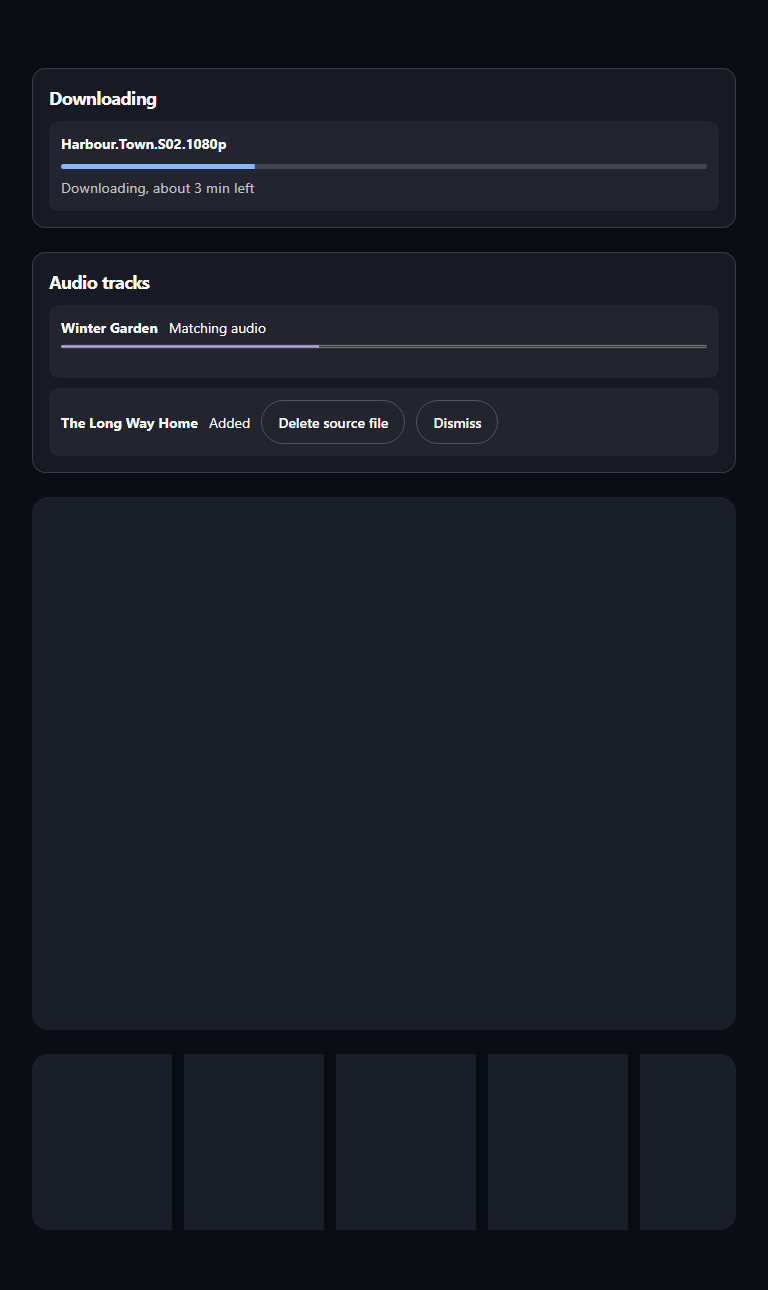 Downloading
Harbour.Town.S02.1080p
Downloading, about 3 min left
Audio tracks
Winter Garden Matching audio
The Long Way Home Added Delete source file Dismiss